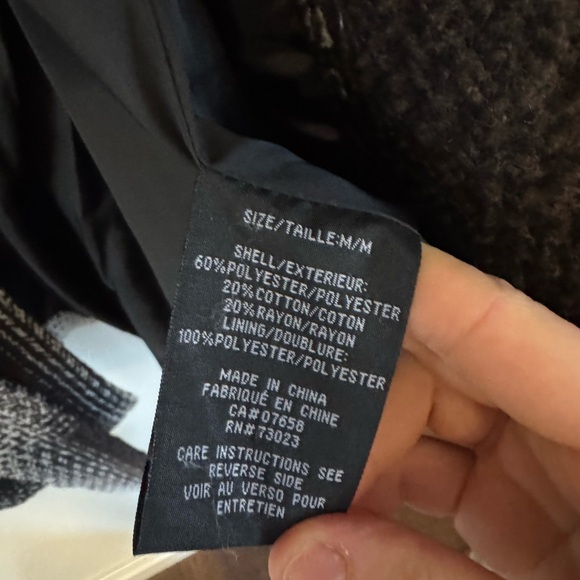 SIZE/TAILLE:M/M
SHELL/EXTERIEUR:
60%POLYESTER/POLYESTER
20%COTTON/COTON
20%RAYON/RAYON
LINING/DOUBLURE:
100%POLYESTER/POLYESTER
MADE IN CHINA
FABRIQUÉ EN CHINE
CA#07658
RN#73023
CARE INSTRUCTIONS SEE
REVERSE SIDE
VOIR AU VERSO POUR
ENTRETIEN